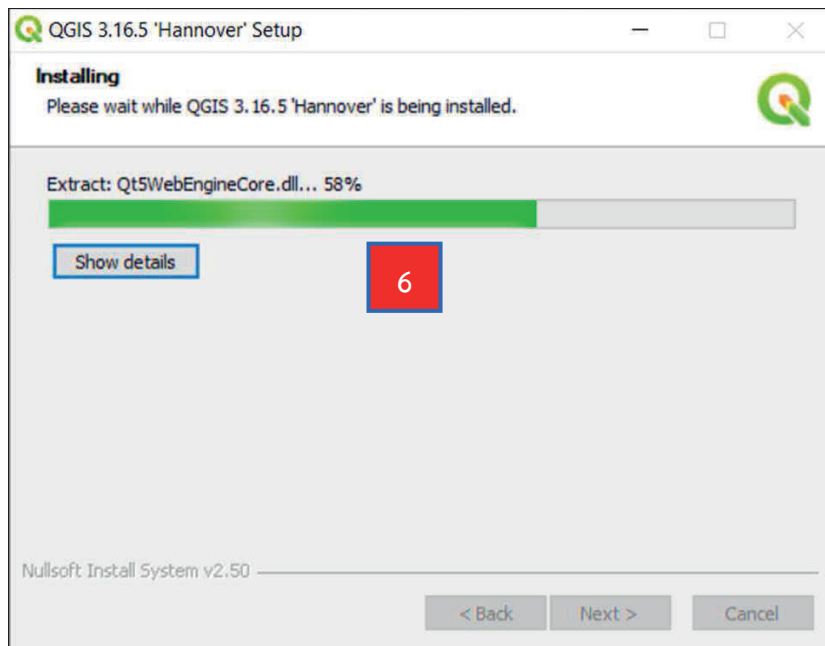 QGIS 3.16.5 'Hannover' Setup
Installing
Please wait while QGIS 3.16.5 'Hannover' is being installed.
Extract: Qt5WebEngineCore.dll... 58%
Show details
6
Nullsoft Install System v2.50
< Back Next > Cancel